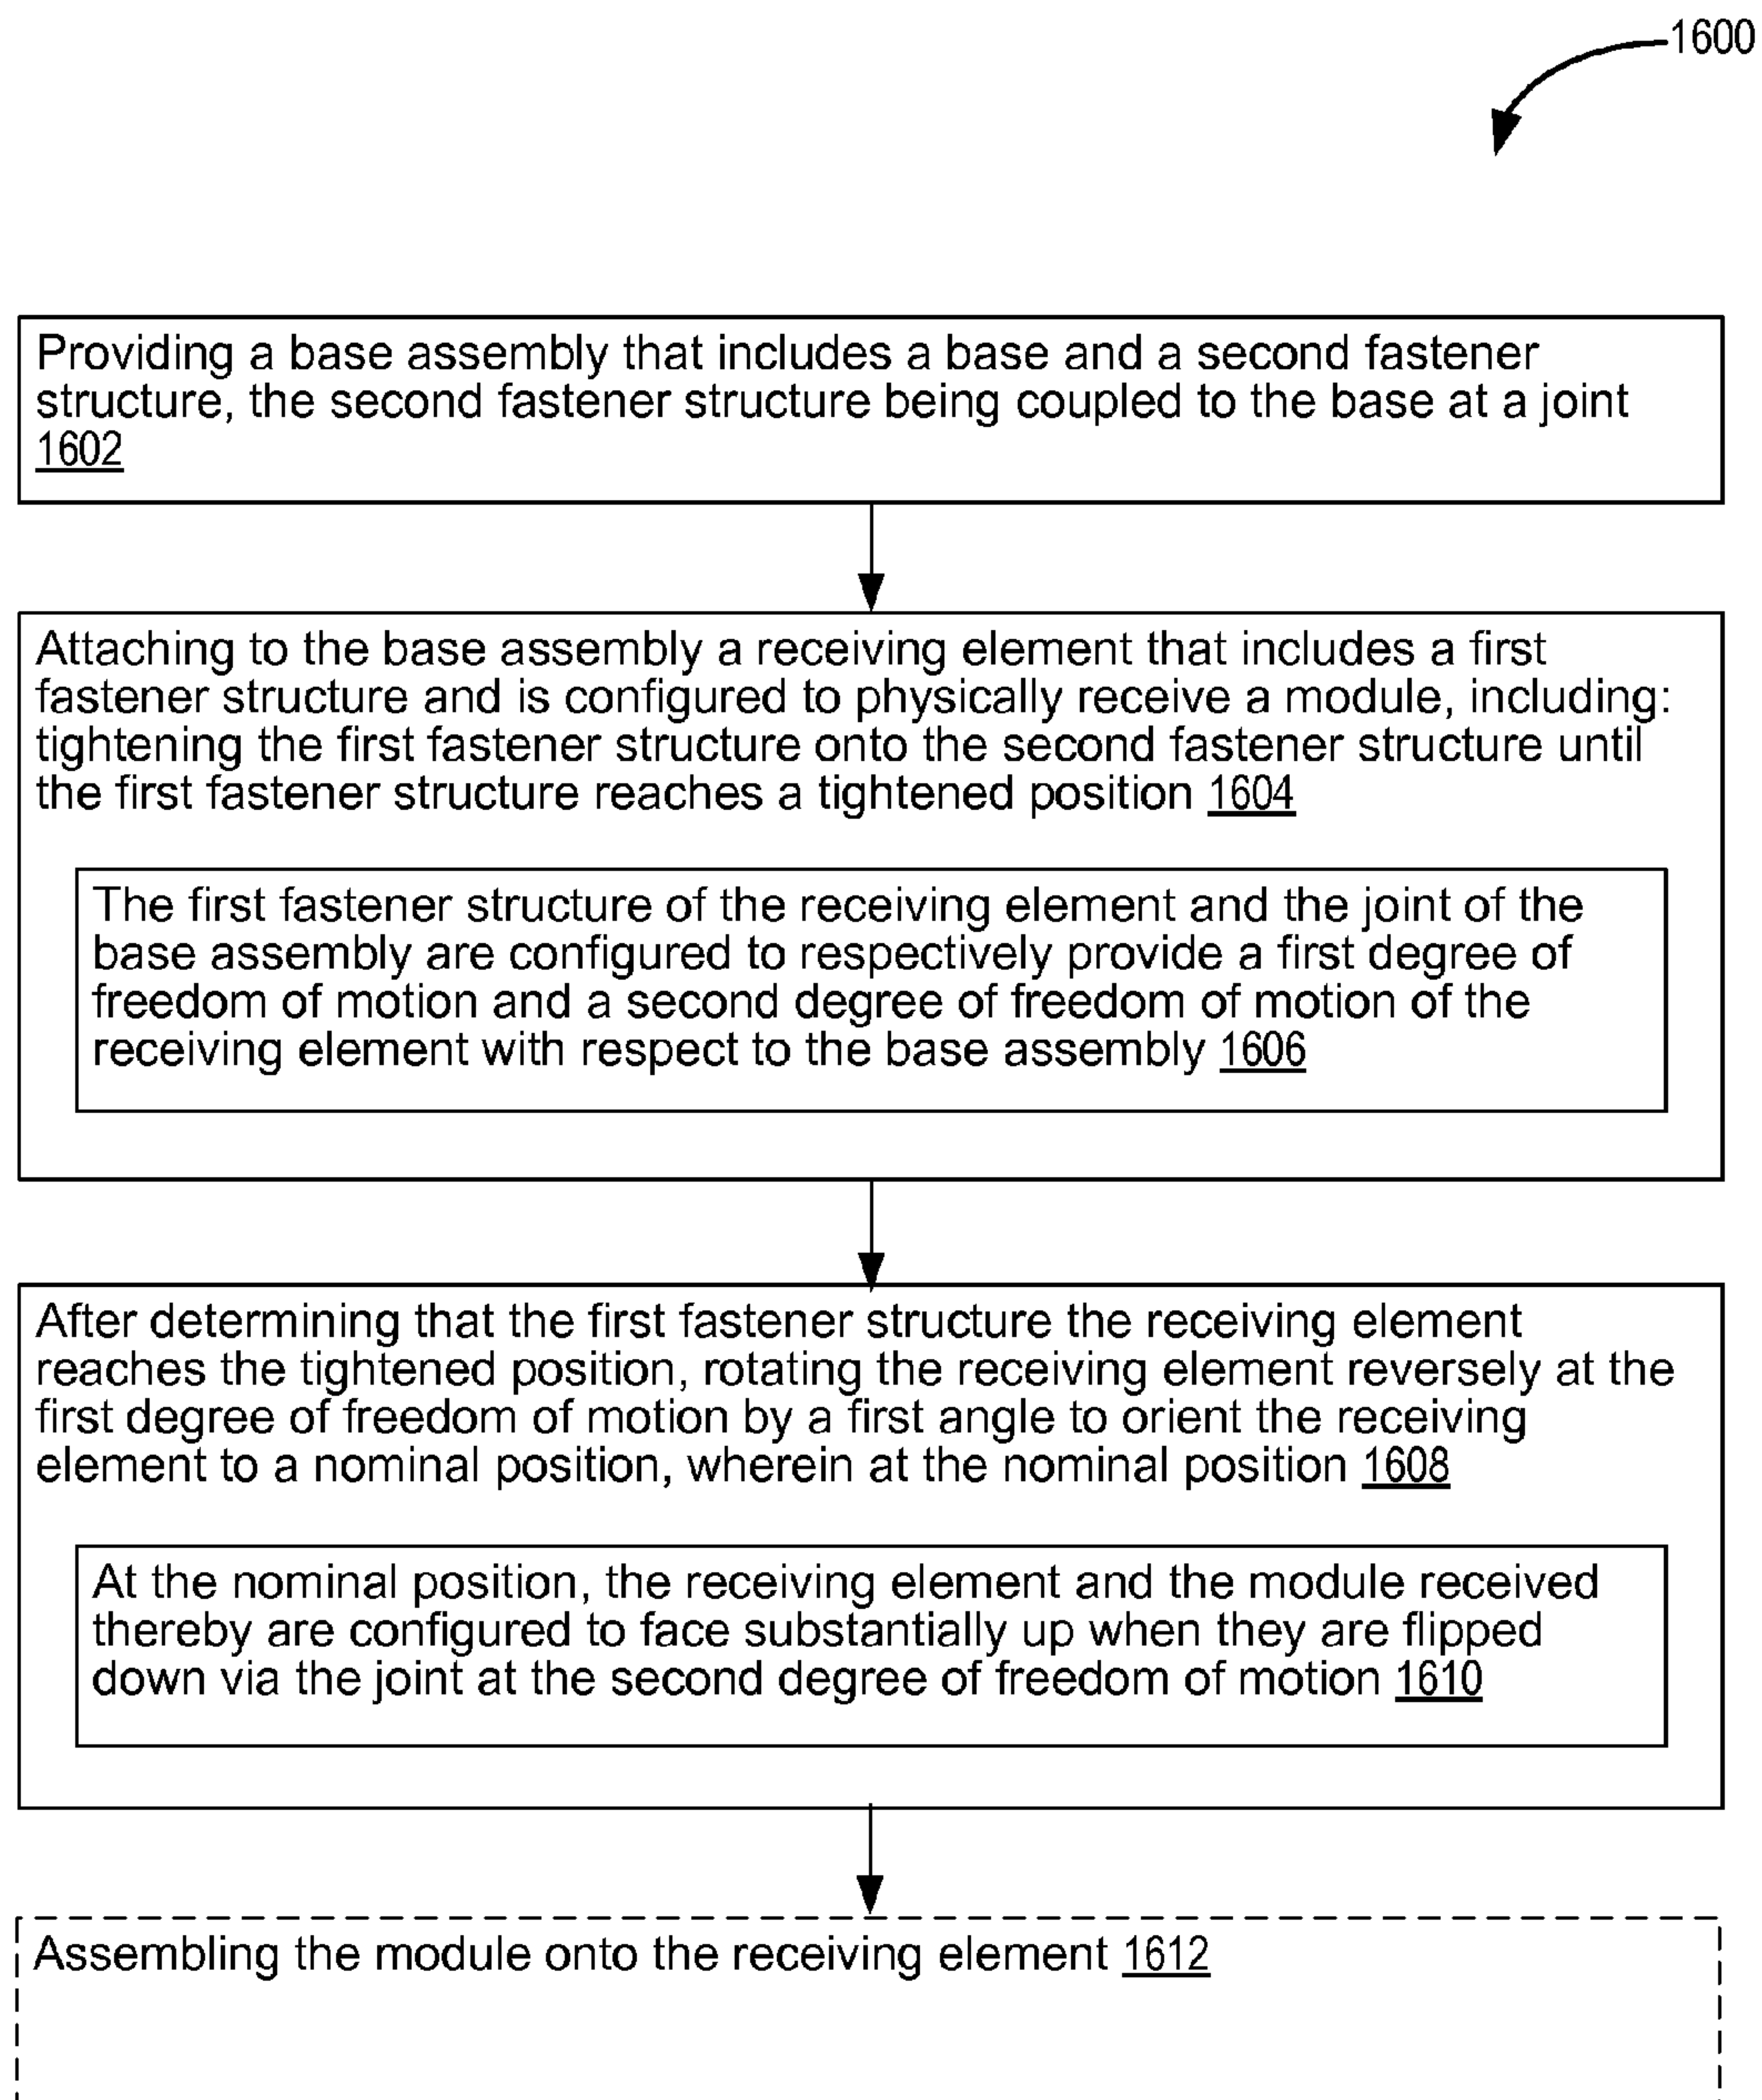 1600
Providing a base assembly that includes a base and a second fastener
structure, the second fastener structure being coupled to the base at a joint
1602
Attaching to the base assembly a receiving element that includes a first
fastener structure and is configured to physically receive a module, including:
tightening the first fastener structure onto the second fastener structure until
the first fastener structure reaches a tightened position 1604
The first fastener structure of the receiving element and the joint of the
base assembly are configured to respectively provide a first degree of
freedom of motion and a second degree of freedom of motion of the
receiving element with respect to the base assembly 1606
After determining that the first fastener structure the receiving element
reaches the tightened position, rotating the receiving element reversely at the
first degree of freedom of motion by a first angle to orient the receiving
element to a nominal position, wherein at the nominal position 1608
At the nominal position, the receiving element and the module received
thereby are configured to face substantially up when they are flipped
down via the joint at the second degree of freedom of motion 1610
Assembling the module onto the receiving element 1612